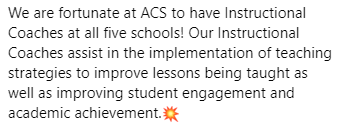 We are fortunate at ACS to have Instructional
Coaches at all five schools! Our Instructional
Coaches assist in the implementation of teaching
strategies to improve lessons being taught as
well as improving student engagement and
academic achievement.💥